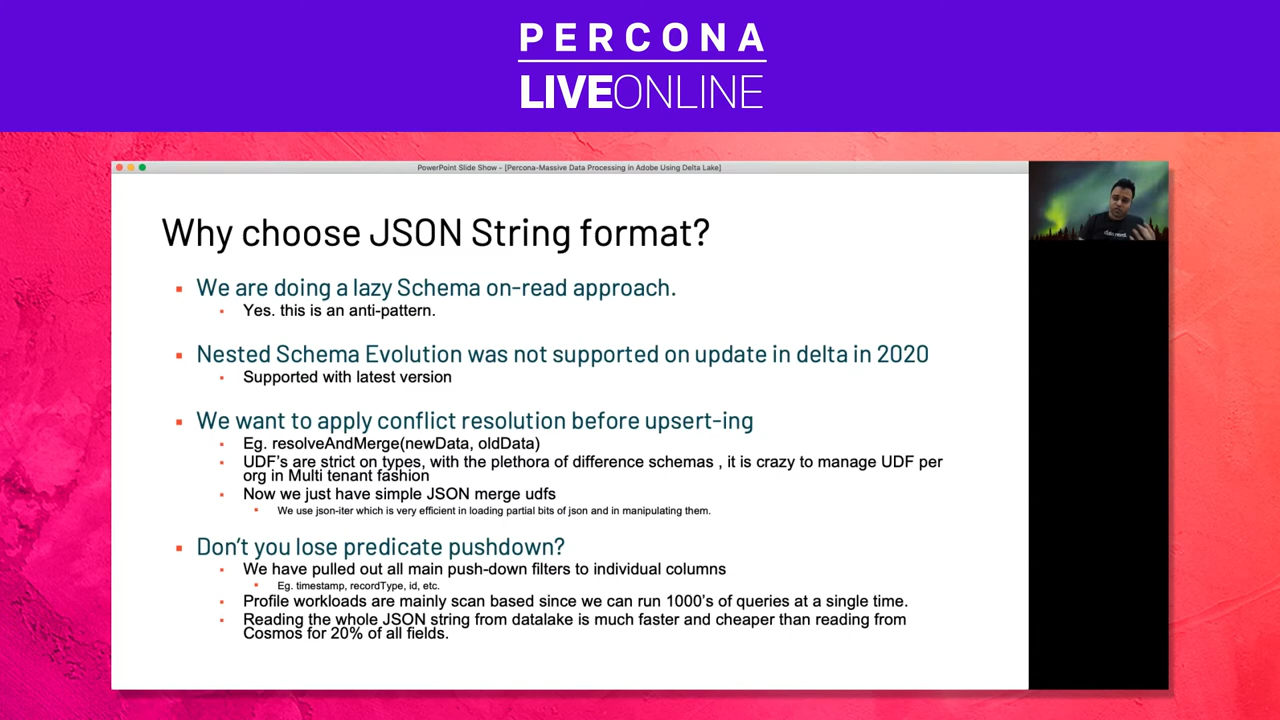 PERCONA
LIVEONLINE
PowerPoint Slide Show - [Percona-Massive Data Processing in Adobe Using Delta Lake]
Why choose JSON String format?
▪ We are doing a lazy Schema on-read approach.
▪ Yes. this is an anti-pattern.
▪ Nested Schema Evolution was not supported on update in delta in 2020
▪ Supported with latest version
▪ We want to apply conflict resolution before upsert-ing
▪ Eg. resolveAndMerge(newData, oldData)
▪ UDF's are strict on types, with the plethora of difference schemas , it is crazy to manage UDF per
org in Multi tenant fashion
▪ Now we just have simple JSON merge udfs
▪ We use json-iter which is very efficient in loading partial bits of json and in manipulating them.
▪ Don't you lose predicate pushdown?
▪ We have pulled out all main push-down filters to individual columns
▪ Eg. timestamp, recordType, id, etc.
▪ Profile workloads are mainly scan based since we can run 1000's of queries at a single time.
▪ Reading the whole JSON string from datalake is much faster and cheaper than reading from
Cosmos for 20% of all fields.